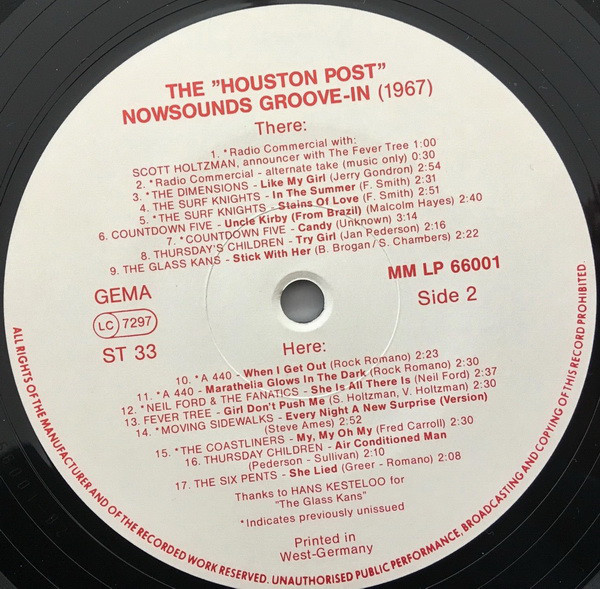 THE "HOUSTON POST"
NOWSOUNDS GROOVE-IN (1967)
There:
1. *Radio Commercial with:
SCOTT HOLTZMAN, announcer with The Fever Tree 1:00
2. *Radio Commercial - alternate take (music only) 0:30
3. *THE DIMENSIONS - Like My Girl (Jerry Gondron) 2:54
4. THE SURF KNIGHTS - In The Summer (F. Smith) 2:31
5. *THE SURF KNIGHTS - Stains Of Love (F. Smith) 2:51
6. COUNTDOWN FIVE - Uncle Kirby (From Brazil) (Malcolm Hayes) 2:40
7. *COUNTDOWN FIVE - Candy (Unknown) 3:14
8. THURSDAY'S CHILDREN - Try Girl (Jan Pederson) 2:16
9. THE GLASS KANS - Stick With Her (B. Brogan/S. Chambers) 2:22
GEMA
LC 7297
ST 33
MM LP 66001
Side 2
Here:
10. *A 440 - When I Get Out (Rock Romano) 2:23
11. *A 440 - Marathelia Glows In The Dark (Rock Romano) 2:30
12. *NEIL FORD & THE FANATICS - She Is All There Is (Neil Ford) 2:37
13. FEVER TREE - Girl Don't Push Me (S. Holtzman, V. Holtzman) 2:30
14. *MOVING SIDEWALKS - Every Night A New Surprise (Version)
(Steve Ames) 2:52
15. *THE COASTLINERS - My, My Oh My (Fred Carroll) 2:30
16. THURSDAY CHILDREN - Air Conditioned Man
(Pederson - Sullivan) 2:10
17. THE SIX PENTS - She Lied (Greer - Romano) 2:08
Thanks to HANS KESTELOO for
"The Glass Kans"
*Indicates previously unissued
Printed in
West-Germany
ALL RIGHTS OF THE MANUFACTURER AND OF THE RECORDED WORK RESERVED. UNAUTHORISED PUBLIC PERFORMANCE, BROADCASTING AND COPYING OF THIS RECORD PROHIBITED.